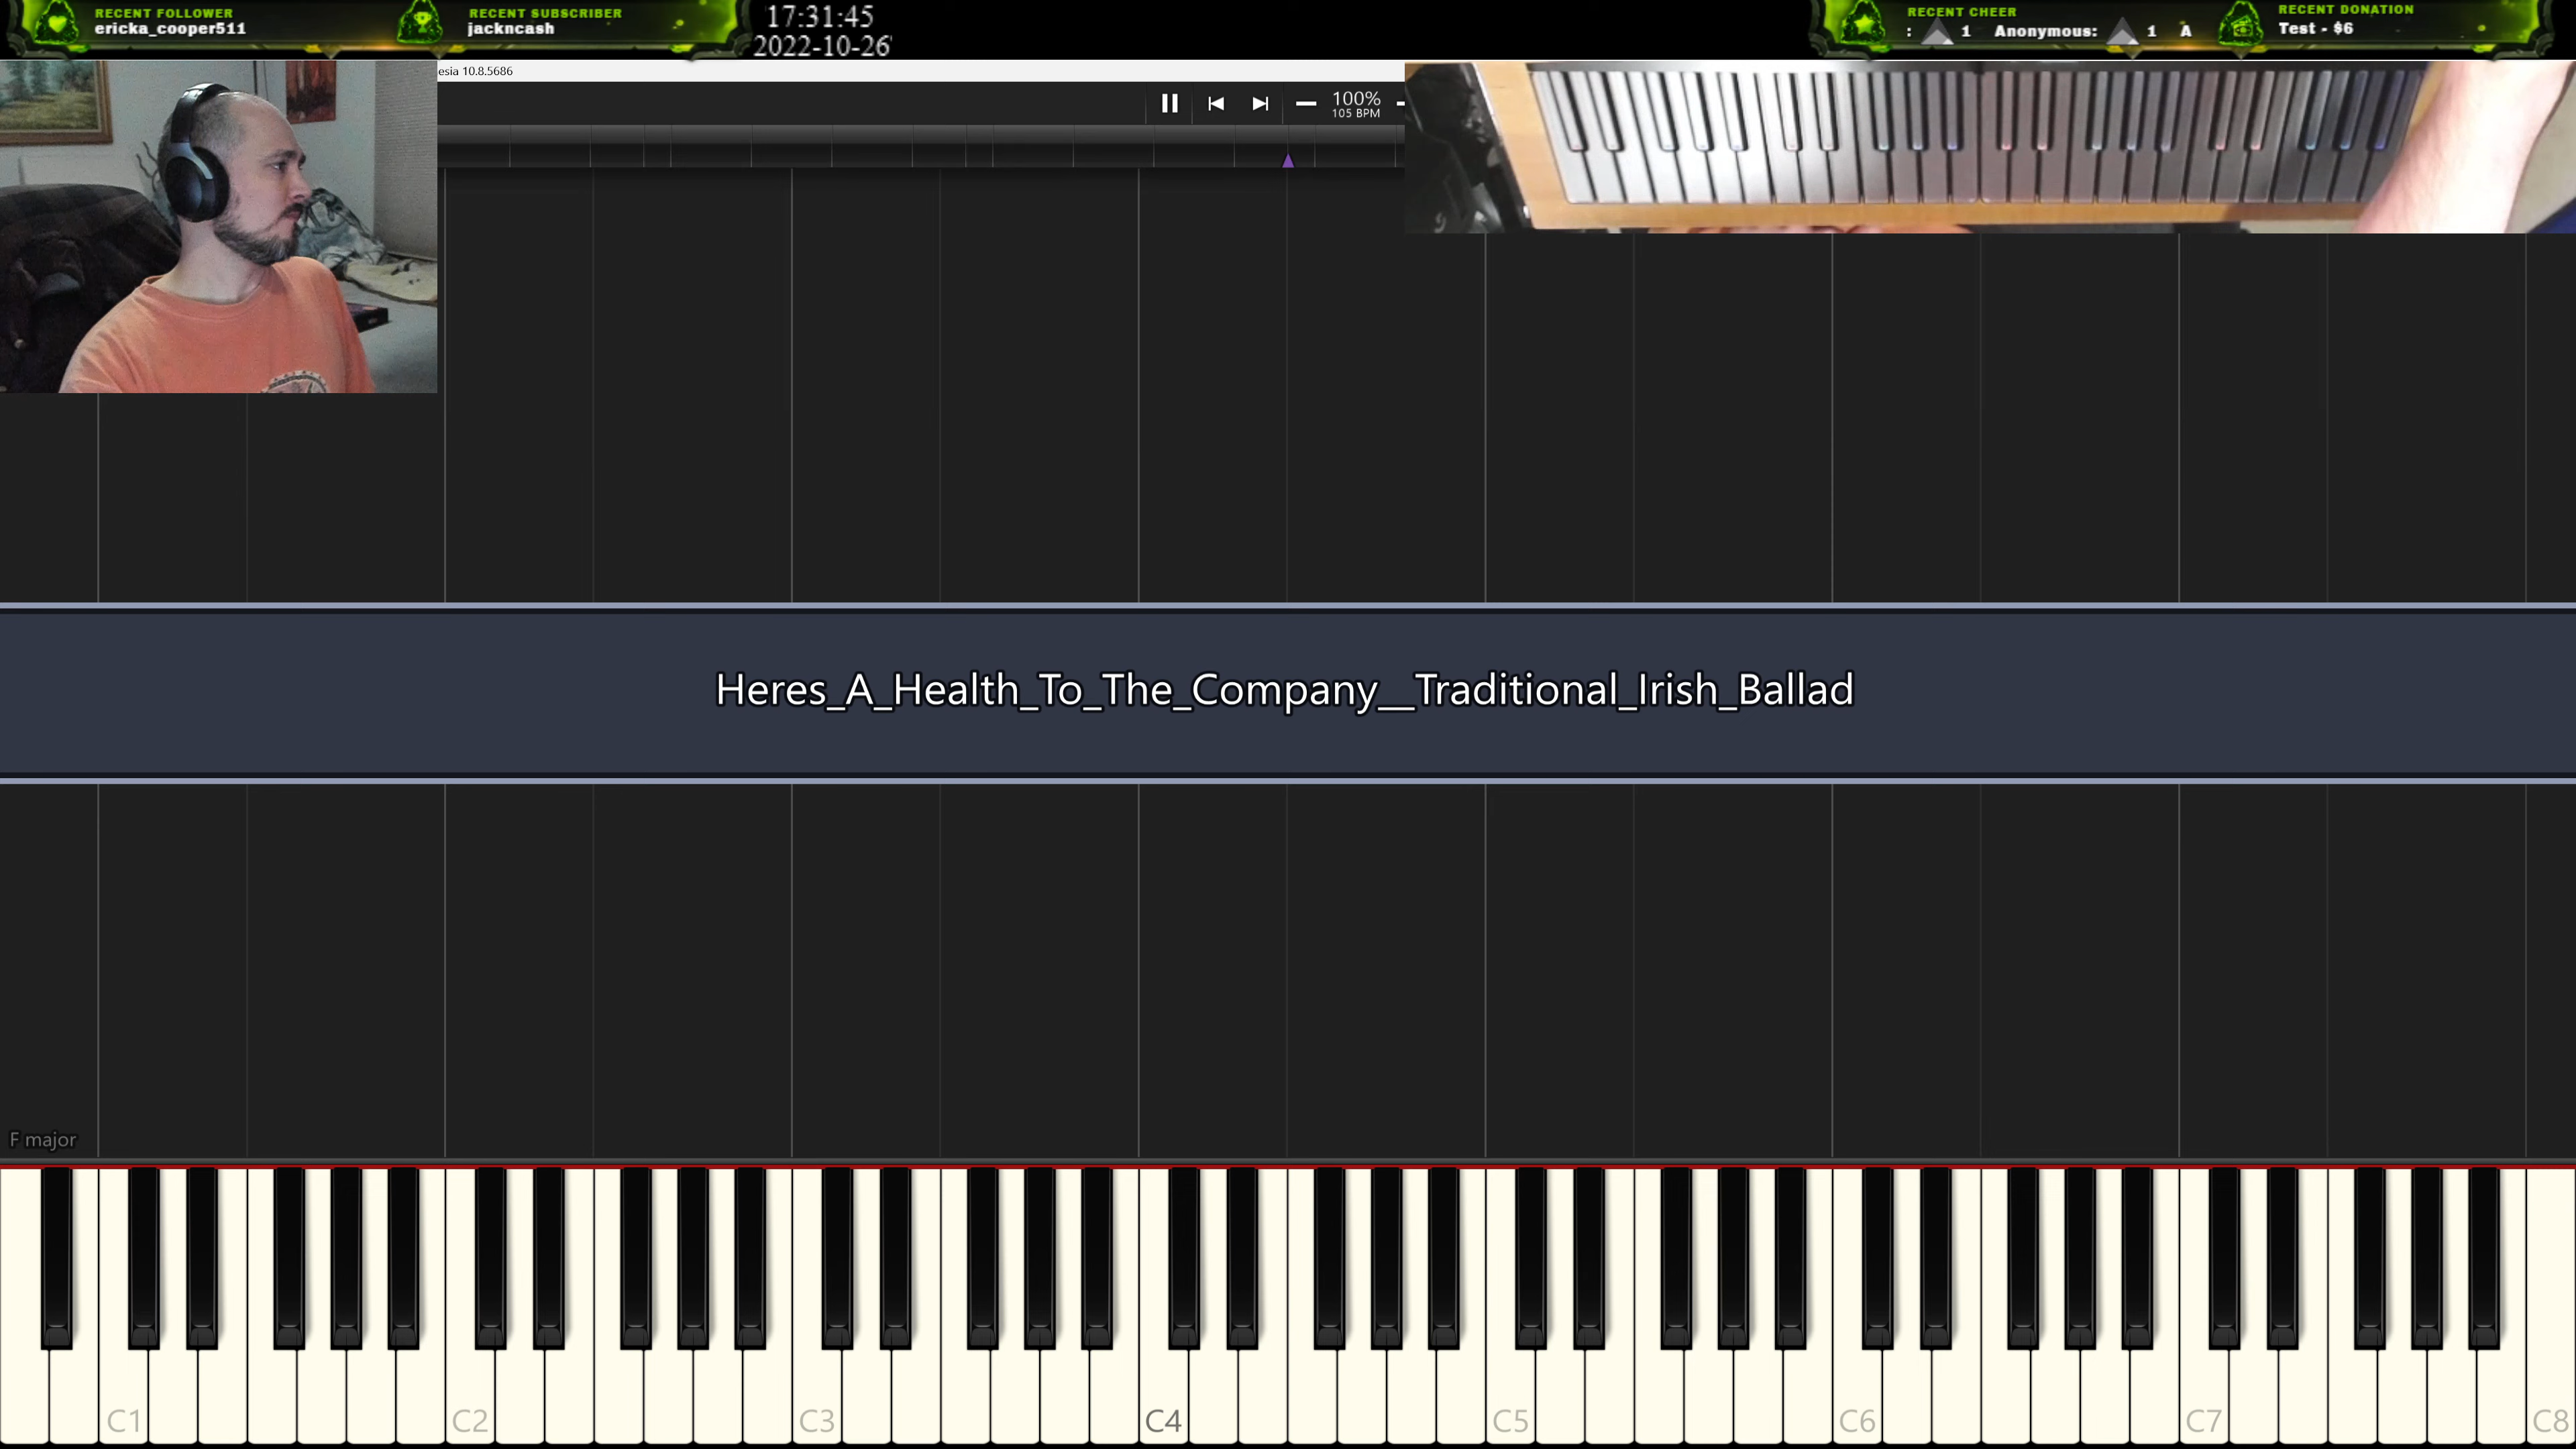 RECENT FOLLOWER
ericka_cooper511
RECENT SUBSCRIBER
jackncash
17:31:45
2022-10-26
RECENT CHEER
: 1 Anonymous: 1 A
RECENT DONATION
Test - $6
esia 10.8.5686
100%
105 BPM
Heres_A_Health_To_The_Company__Traditional_Irish_Ballad
F major
C1 C2 C3 C4 C5 C6 C7 C8